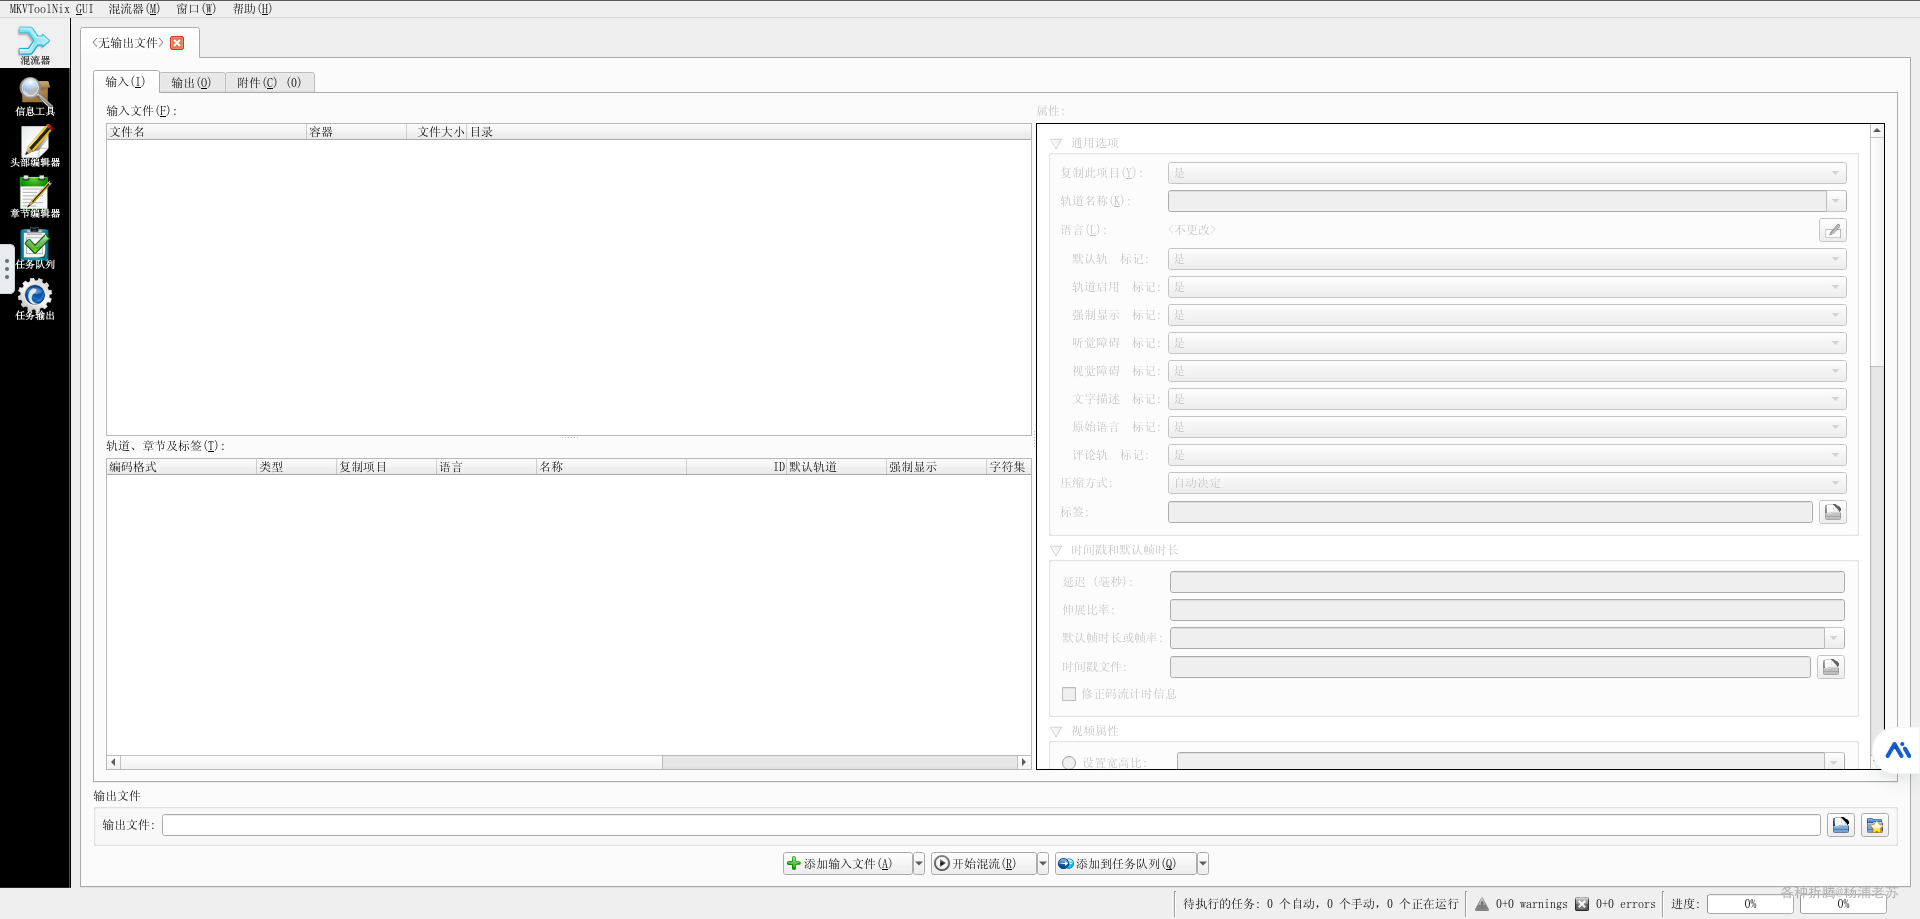 MKVToolNix GUI 混流器(M) 窗口(W) 帮助(H)
混流器
信息工具
头部编辑器
章节编辑器
任务队列
任务输出
<无输出文件>
输入(I) 输出(O) 附件(C) (0)
输入文件(F):
文件名 容器 文件大小 目录
轨道、章节及标签(T):
编码格式 类型 复制项目 语言 名称 ID 默认轨道 强制显示 字符集
属性:
通用选项
复制此项目(Y): 是
轨道名称(K):
语言(L): <不更改>
默认轨 标记: 是
轨道启用 标记: 是
强制显示 标记: 是
听觉障碍 标记: 是
视觉障碍 标记: 是
文字描述 标记: 是
原始语言 标记: 是
评论轨 标记: 是
压缩方式: 自动决定
标签:
时间戳和默认帧时长
延迟 (毫秒):
伸展比率:
默认帧时长或帧率:
时间戳文件:
修正码流计时信息
视频属性
设置宽高比:
输出文件
输出文件:
添加输入文件(A) 开始混流(R) 添加到任务队列(Q)
待执行的任务: 0 个自动, 0 个手动, 0 个正在运行 0+0 warnings 0+0 errors 进度: 0% 0%
各种折腾@杨浦老苏